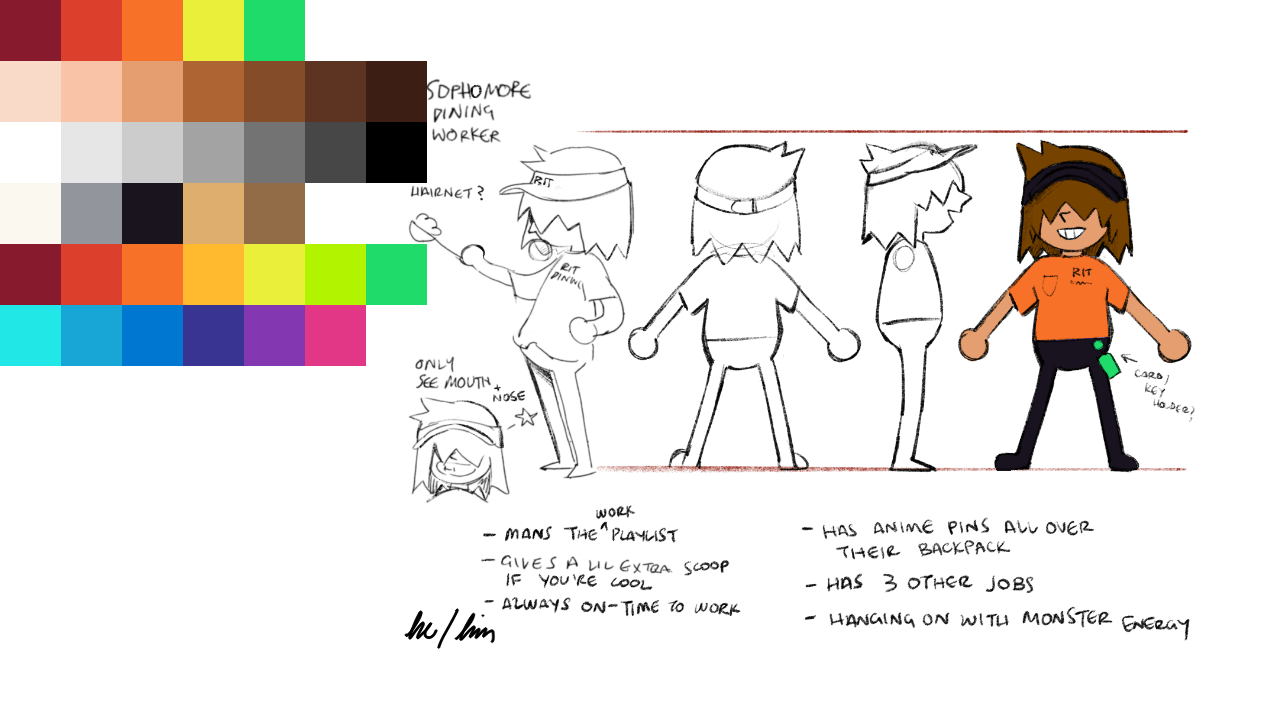 SOPHOMORE
DINING
WORKER
HAIRNET?
RIT
RIT
DINING
ONLY
SEE MOUTH
+
NOSE
RIT
CARD/
KEY
HOLDER?
- MANS THE ^ WORK PLAYLIST
- GIVES A LIL EXTRA SCOOP
IF YOU'RE COOL
- ALWAYS ON-TIME TO WORK
he/him
- HAS ANIME PINS ALL OVER
THEIR BACKPACK
- HAS 3 OTHER JOBS
- HANGING ON WITH MONSTER ENERGY